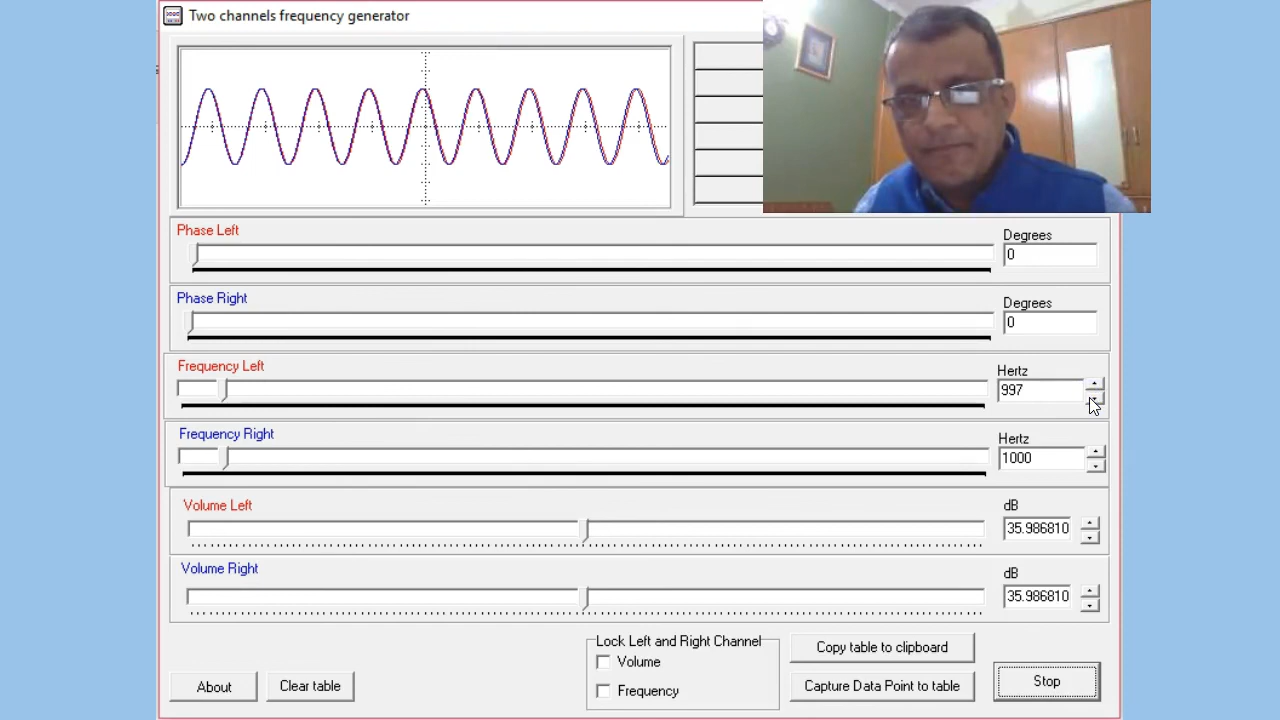 Two channels frequency generator
Phase Left
Degrees
0
Phase Right
Degrees
0
Frequency Left
Hertz
997
Frequency Right
Hertz
1000
Volume Left
dB
35.986810
Volume Right
dB
35.986810
Lock Left and Right Channel
Volume
Frequency
Copy table to clipboard
Capture Data Point to table
About
Clear table
Stop